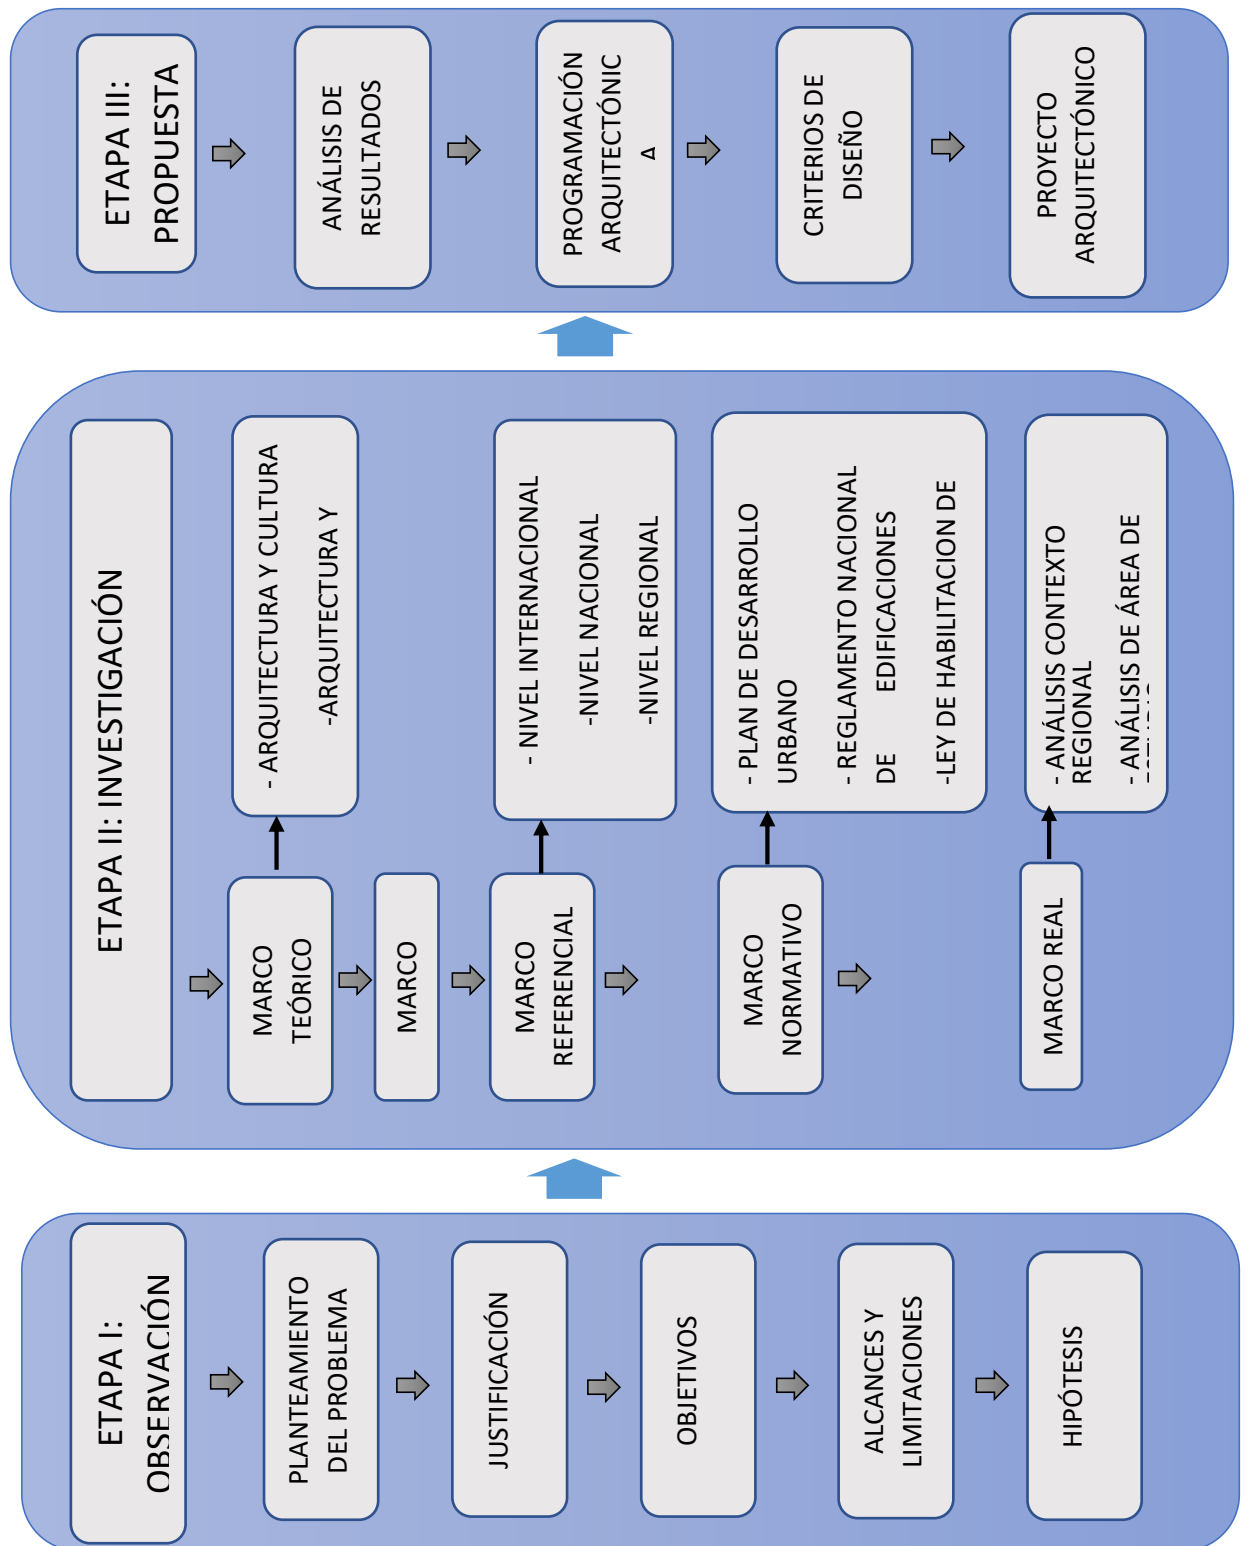 ETAPA I:
OBSERVACIÓN
PLANTEAMIENTO
DEL PROBLEMA
JUSTIFICACIÓN
OBJETIVOS
ALCANCES Y
LIMITACIONES
HIPÓTESIS
ETAPA II: INVESTIGACIÓN
MARCO
TEÓRICO
- ARQUITECTURA Y CULTURA
-ARQUITECTURA Y
MARCO
MARCO
REFERENCIAL
- NIVEL INTERNACIONAL
-NIVEL NACIONAL
-NIVEL REGIONAL
MARCO
NORMATIVO
- PLAN DE DESARROLLO
URBANO
- REGLAMENTO NACIONAL
DE EDIFICACIONES
-LEY DE HABILITACION DE
MARCO REAL
- ANÁLISIS CONTEXTO
REGIONAL
- ANÁLISIS DE ÁREA DE
ETAPA III:
PROPUESTA
ANÁLISIS DE
RESULTADOS
PROGRAMACIÓN
ARQUITECTÓNIC
A
CRITERIOS DE
DISEÑO
PROYECTO
ARQUITECTÓNICO